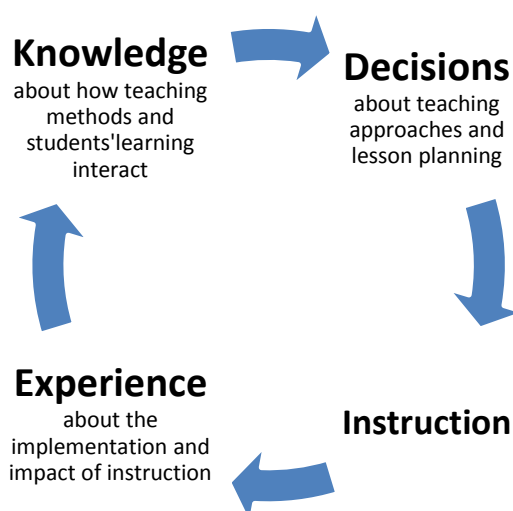 Knowledge
about how teaching
methods and
students'learning
interact
Decisions
about teaching
approaches and
lesson planning
Instruction
Experience
about the
implementation and
impact of instruction